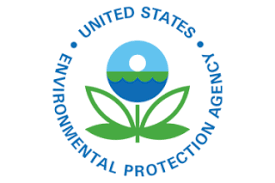 UNITED STATES
ENVIRONMENTAL PROTECTION AGENCY